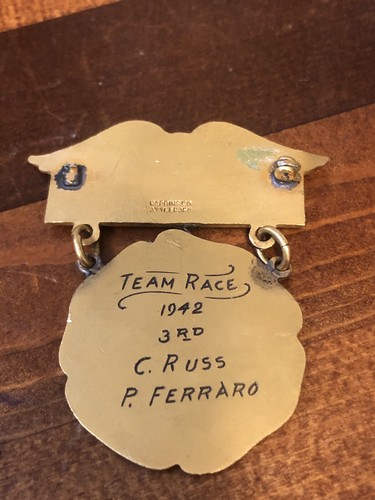 TEAM RACE
1942
3RD
C. RUSS
P. FERRARO